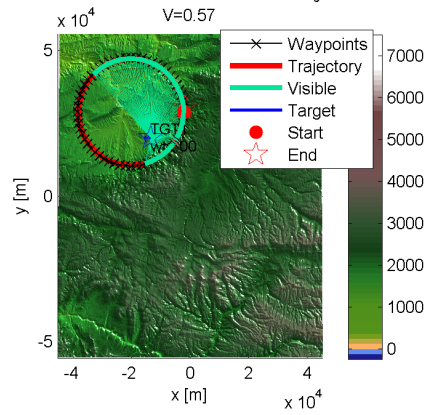 V=0.57
x 10^4
Waypoints
Trajectory
Visible
Target
Start
End
TGT
5
0
-5
y [m]
-4
-2
0
2
4
x [m]
x 10^4
7000
6000
5000
4000
3000
2000
1000
0